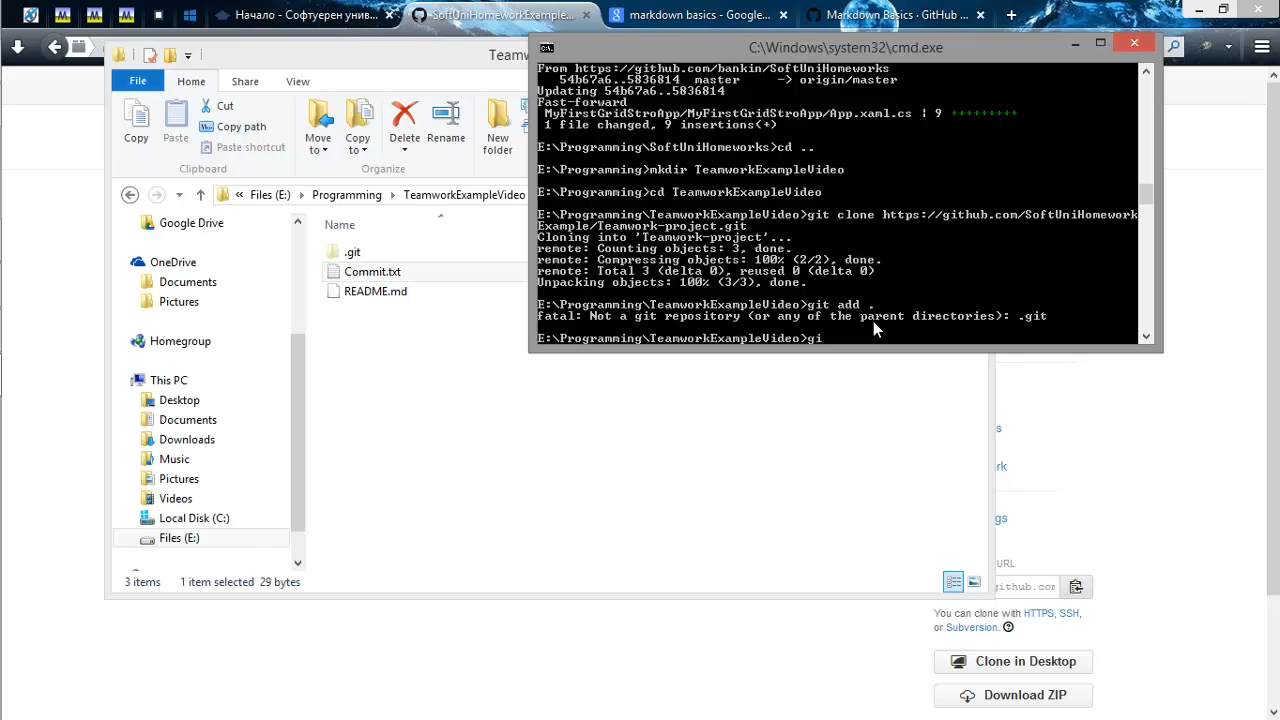 Начало - Софтуерен унив...
SoftUniHomeworkExample...
markdown basics - Google...
Markdown Basics · GitHub ...
Teamw
C:\Windows\system32\cmd.exe
File
Home
Share
View
Copy
Paste
Cut
Copy path
Paste shortcut
Move to
Copy to
Delete
Rename
New folder
Clipboard
Organize
« Files (E:) Programming TeamworkExampleVideo
Google Drive
OneDrive
Documents
Pictures
Homegroup
This PC
Desktop
Documents
Downloads
Music
Pictures
Videos
Local Disk (C:)
Files (E:)
Name
.git
Commit.txt
README.md
3 items 1 item selected 29 bytes
From https://github.com/bankin/SoftUniHomeworks
54b67a6..5836814 master -> origin/master
Updating 54b67a6..5836814
Fast-forward
MyFirstGridStroApp/MyFirstGridStroApp/App.xaml.cs | 9 +++++++++
1 file changed, 9 insertions(+)
E:\Programming\SoftUniHomeworks>cd ..
E:\Programming>mkdir TeamworkExampleVideo
E:\Programming>cd TeamworkExampleVideo
E:\Programming\TeamworkExampleVideo>git clone https://github.com/SoftUniHomework
Example/Teamwork-project.git
Cloning into 'Teamwork-project'...
remote: Counting objects: 3, done.
remote: Compressing objects: 100% (2/2), done.
remote: Total 3 (delta 0), reused 0 (delta 0)
Unpacking objects: 100% (3/3), done.
E:\Programming\TeamworkExampleVideo>git add .
fatal: Not a git repository (or any of the parent directories): .git
E:\Programming\TeamworkExampleVideo>gi
s
rk
gs
URL
github.com
You can clone with HTTPS, SSH,
or Subversion.
Clone in Desktop
Download ZIP